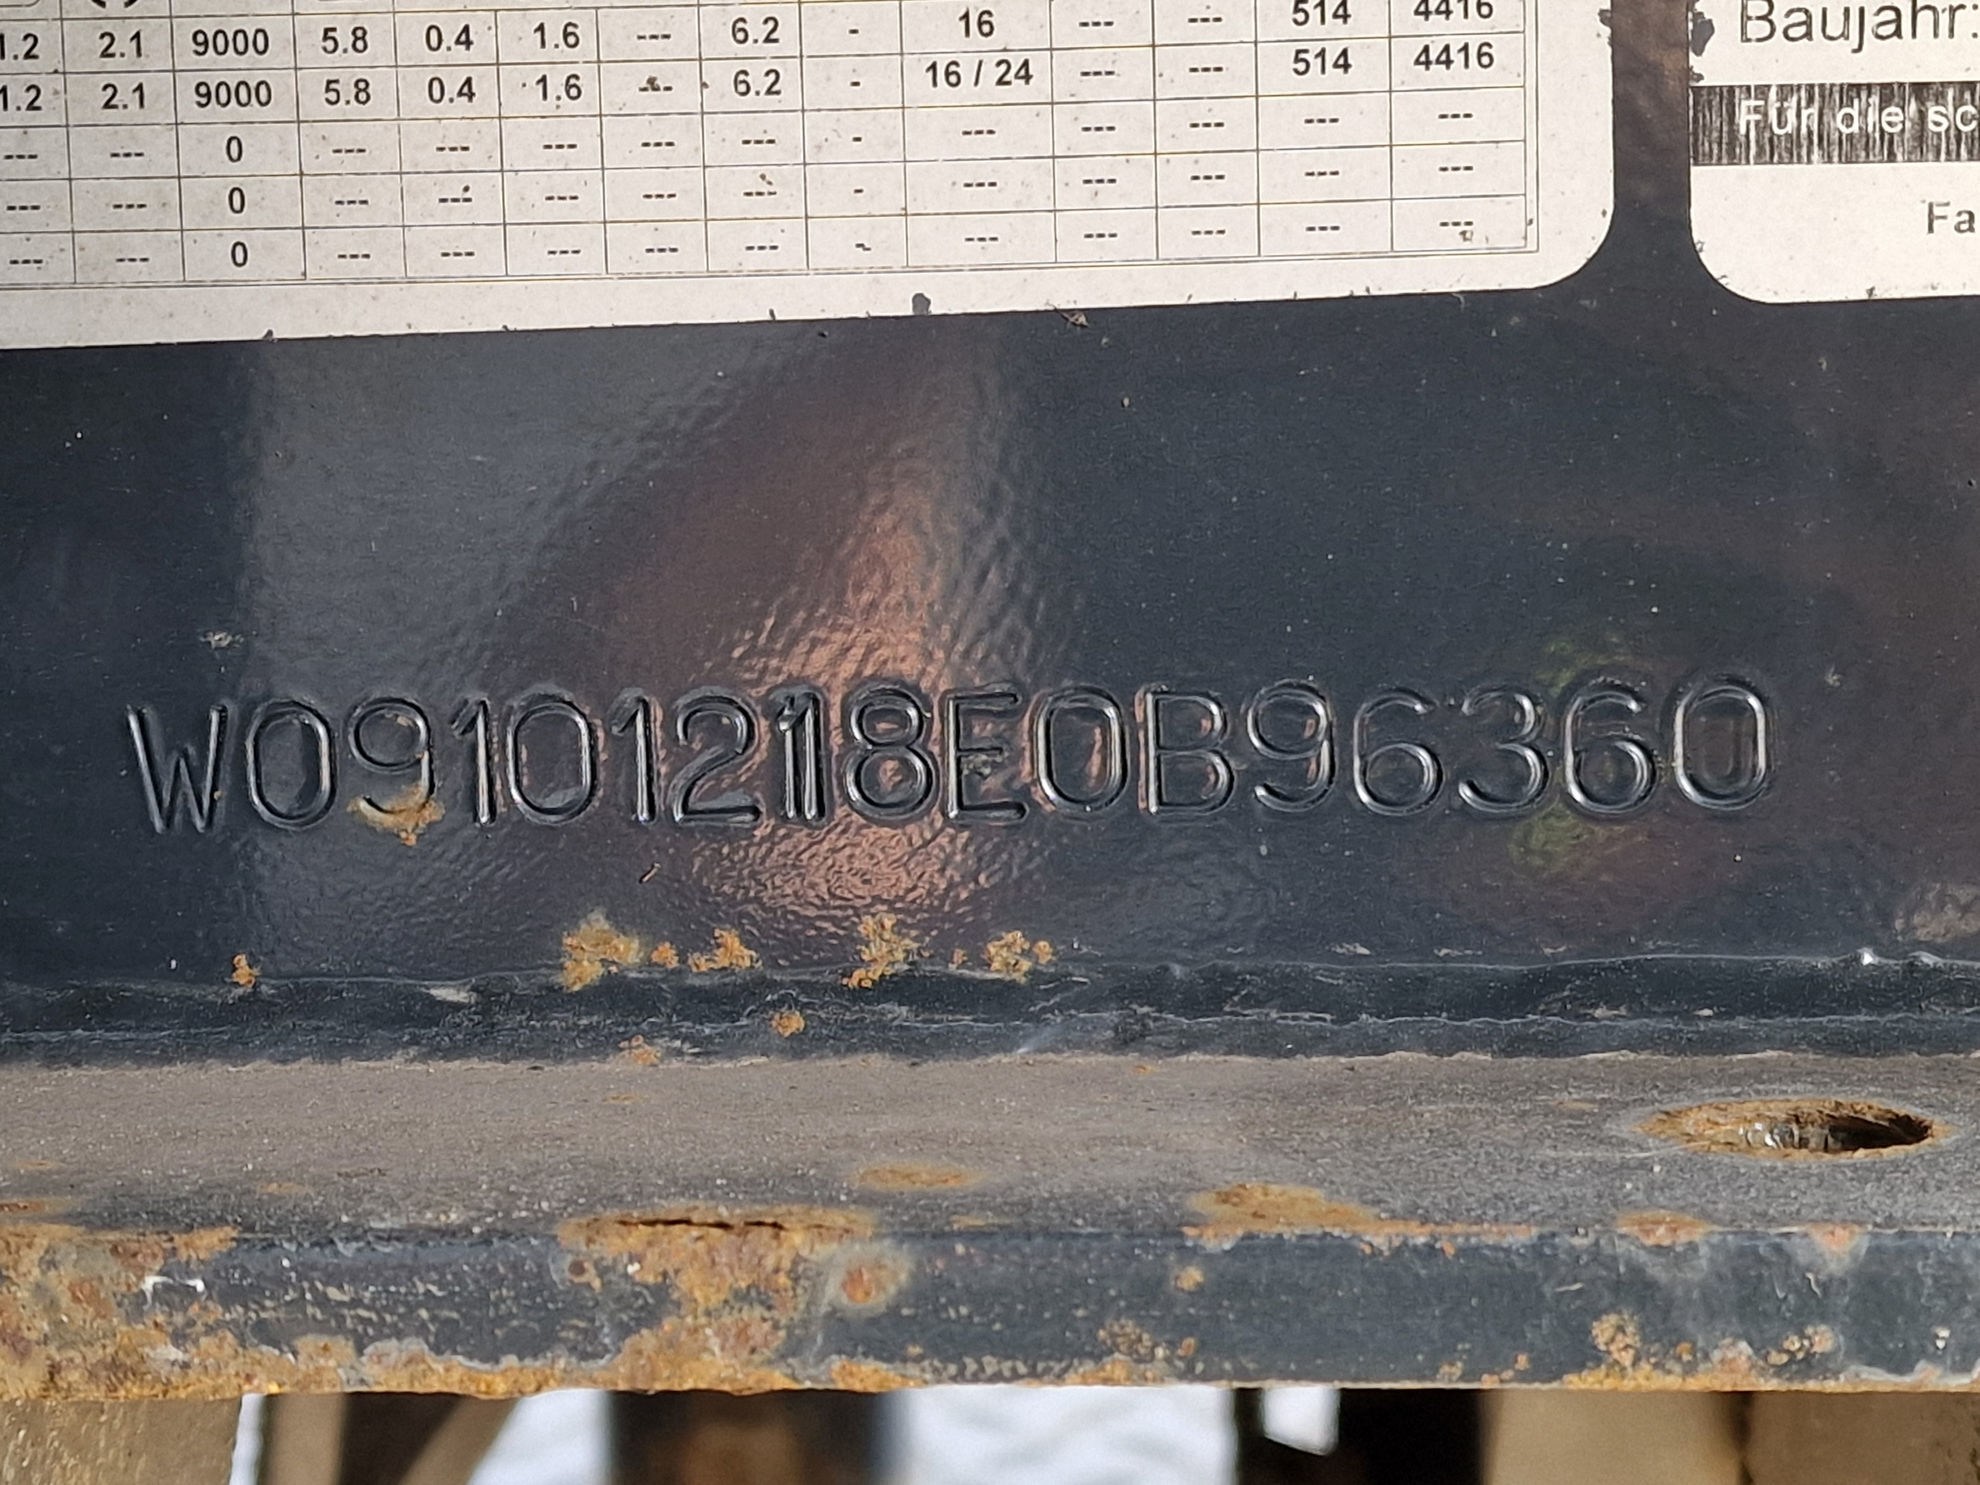 1.2 2.1 9000 5.8 0.4 1.6 --- 6.2 - 16 --- --- 514 4416
1.2 2.1 9000 5.8 0.4 1.6 --- 6.2 - 16 / 24 --- --- 514 4416
--- --- 0 --- --- --- --- --- - --- --- --- --- ---
--- --- 0 --- --- --- --- --- - --- --- --- --- ---
--- --- 0 --- --- --- --- --- - --- --- --- --- ---
Baujahr:
Für die sc
Fa
W09101218E0B96360